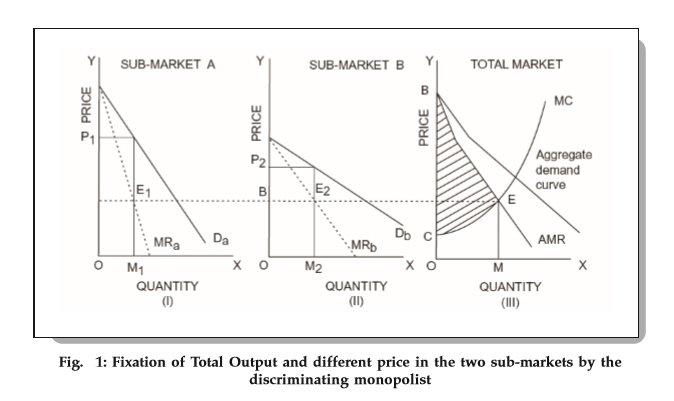 Y SUB-MARKET A
PRICE
P1
E1
MRa
Da
O M1 X
QUANTITY
(I)
Y SUB-MARKET B
PRICE
P2
B
E2
MRb
Db
O M2 X
QUANTITY
(II)
Y TOTAL MARKET
B
PRICE
MC
Aggregate
demand
curve
E
C
AMR
O M X
QUANTITY
(III)
Fig. 1: Fixation of Total Output and different price in the two sub-markets by the
discriminating monopolist